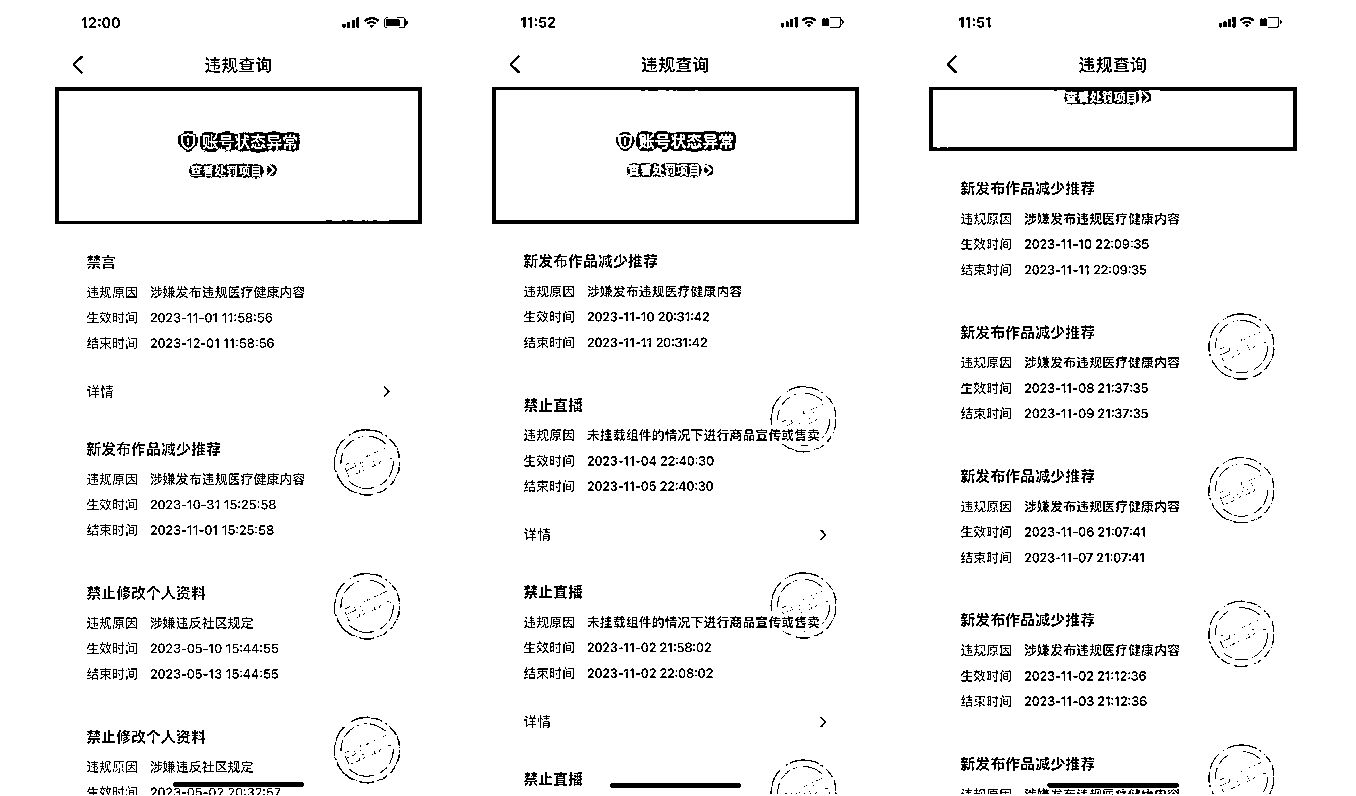 12:00
违规查询
账号状态异常
查看处罚项目
禁言
违规原因 涉嫌发布违规医疗健康内容
生效时间 2023-11-01 11:58:56
结束时间 2023-12-01 11:58:56
详情
新发布作品减少推荐
违规原因 涉嫌发布违规医疗健康内容
生效时间 2023-10-31 15:25:58
结束时间 2023-11-01 15:25:58
禁止修改个人资料
违规原因 涉嫌违反社区规定
生效时间 2023-05-10 15:44:55
结束时间 2023-05-13 15:44:55
禁止修改个人资料
违规原因 涉嫌违反社区规定
生效时间 2023-05-02 20:37:57
11:52
违规查询
账号状态异常
查看处罚项目
新发布作品减少推荐
违规原因 涉嫌发布违规医疗健康内容
生效时间 2023-11-10 20:31:42
结束时间 2023-11-11 20:31:42
禁止直播
违规原因 未挂载组件的情况下进行商品宣传或售卖
生效时间 2023-11-04 22:40:30
结束时间 2023-11-05 22:40:30
详情
禁止直播
违规原因 未挂载组件的情况下进行商品宣传或售卖
生效时间 2023-11-02 21:58:02
结束时间 2023-11-02 22:08:02
详情
禁止直播
11:51
违规查询
查看处罚项目
新发布作品减少推荐
违规原因 涉嫌发布违规医疗健康内容
生效时间 2023-11-10 22:09:35
结束时间 2023-11-11 22:09:35
新发布作品减少推荐
违规原因 涉嫌发布违规医疗健康内容
生效时间 2023-11-08 21:37:35
结束时间 2023-11-09 21:37:35
新发布作品减少推荐
违规原因 涉嫌发布违规医疗健康内容
生效时间 2023-11-06 21:07:41
结束时间 2023-11-07 21:07:41
新发布作品减少推荐
违规原因 涉嫌发布违规医疗健康内容
生效时间 2023-11-02 21:12:36
结束时间 2023-11-03 21:12:36
新发布作品减少推荐
违规原因 涉嫌发布违规医疗健康内容